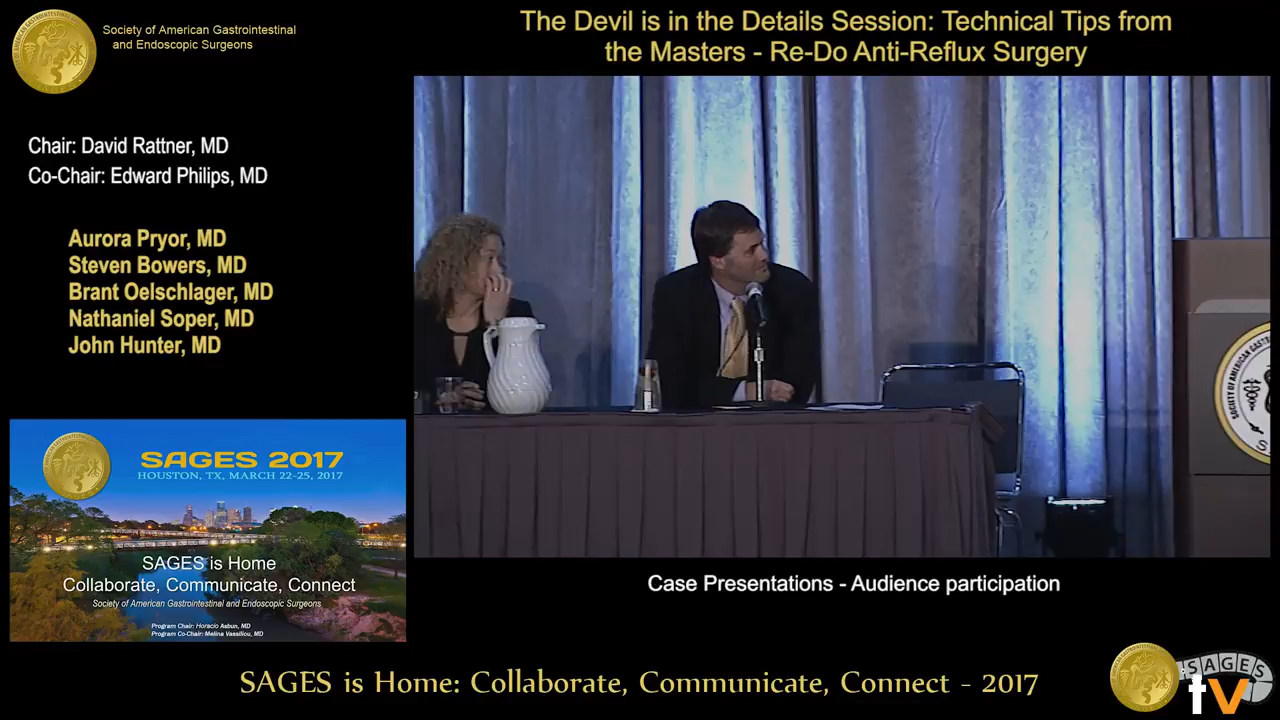 Society of American Gastrointestinal
and Endoscopic Surgeons
The Devil is in the Details Session: Technical Tips from
the Masters - Re-Do Anti-Reflux Surgery
Chair: David Rattner, MD
Co-Chair: Edward Philips, MD
Aurora Pryor, MD
Steven Bowers, MD
Brant Oelschlager, MD
Nathaniel Soper, MD
John Hunter, MD
SAGES 2017
HOUSTON, TX, MARCH 22-25, 2017
SAGES is Home
Collaborate, Communicate, Connect
Society of American Gastrointestinal and Endoscopic Surgeons
Program Chair: Horacio Asbun, MD
Program Co-Chair: Melina Vassiliou, MD
SOCIETY OF AMERICAN
Case Presentations - Audience participation
SAGES is Home: Collaborate, Communicate, Connect - 2017
SAGES
tv